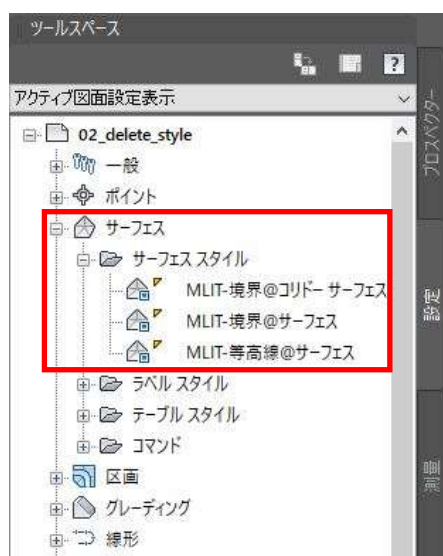 ツールスペース
?
アクティブ図面設定表示
02_delete_style
一般
ポイント
サーフェス
サーフェス スタイル
MLIT-境界@コリドー サーフェス
MLIT-境界@サーフェス
MLIT-等高線@サーフェス
ラベル スタイル
テーブル スタイル
コマンド
区画
グレーディング
線形
プロスペクター
設定
測量